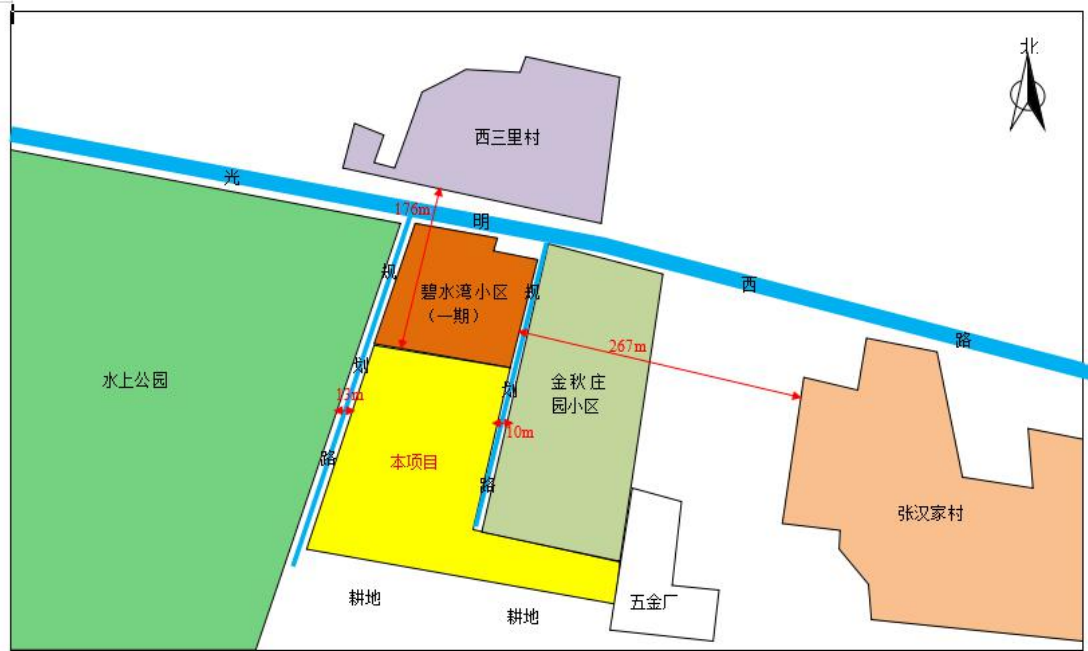 北
西三里村
光
明
176m
规
碧水湾小区
（一期）
规
西
路
267m
水上公园
划
13m
金秋庄
园小区
划
10m
本项目
路
路
张汉家村
耕地
耕地
五金厂